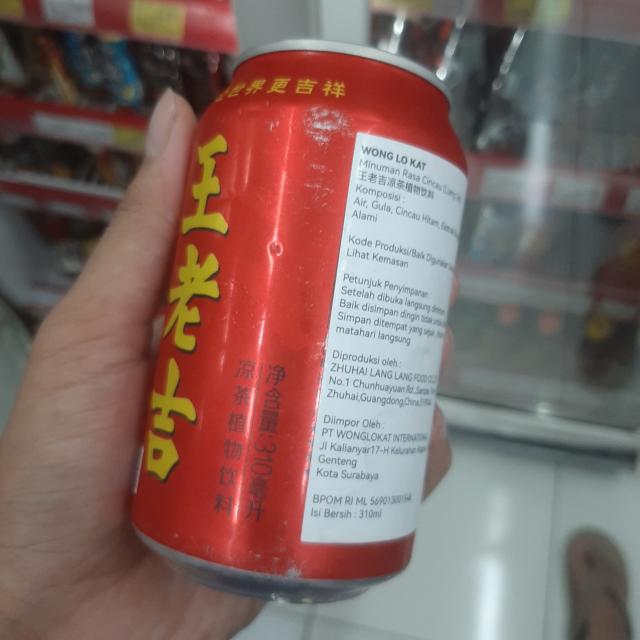 世界更吉祥
王老吉
凉茶植物饮料
净含量:310毫升
WONG LO KAT
Minuman Rasa Cincau (Liang
王老吉凉茶植物饮料
Komposisi :
Air, Gula, Cincau Hitam,
Alami
Kode Produksi/Baik Digunakan
Lihat Kemasan
Petunjuk Penyimpanan :
Setelah dibuka langsung
Baik disimpan dingin tidak
Simpan ditempat yang sejuk,
matahari langsung
Diproduksi oleh :
ZHUHAI LANG LANG FOOD CO.,
No.1 Chunhuayuan Rd.,
Zhuhai,Guangdong,China.
Diimpor Oleh :
PT WONGLOKAT INTERNATIONAL
Jl Kalianyar17-H Kelurahan
Genteng
Kota Surabaya
BPOM RI ML
Isi Bersih : 310ml